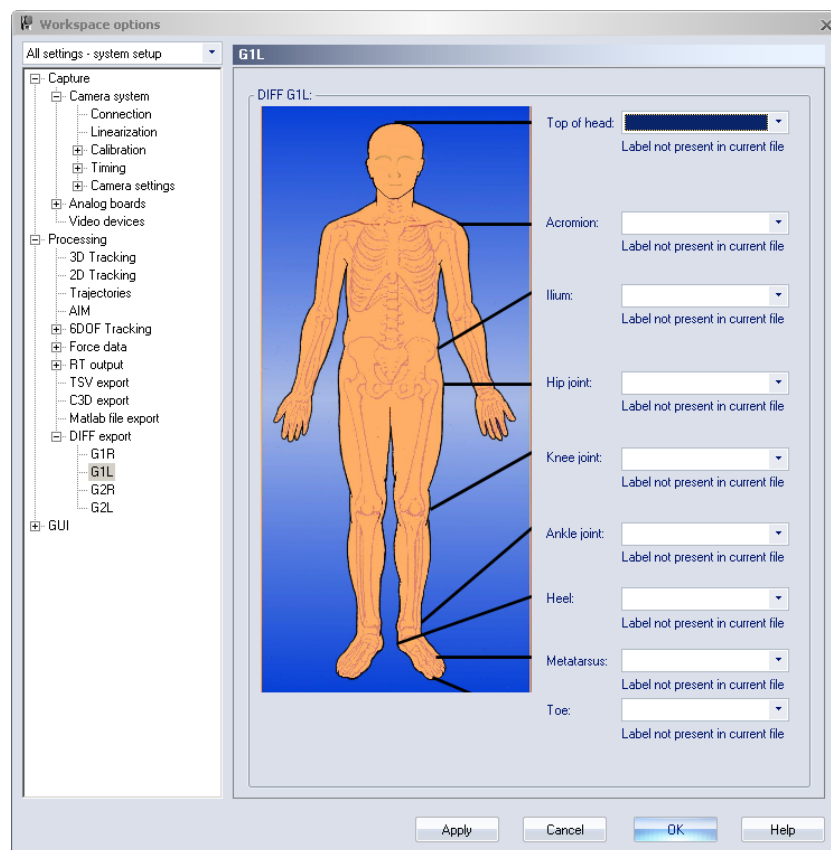 Workspace options
All settings - system setup
G1L
Capture
Camera system
Connection
Linearization
Calibration
Timing
Camera settings
Analog boards
Video devices
Processing
3D Tracking
2D Tracking
Trajectories
AIM
6DOF Tracking
Force data
RT output
TSV export
C3D export
Matlab file export
DIFF export
G1R
G1L
G2R
G2L
GUI
DIFF G1L:
Top of head:
Label not present in current file
Acromion:
Label not present in current file
Ilium:
Label not present in current file
Hip joint:
Label not present in current file
Knee joint:
Label not present in current file
Ankle joint:
Label not present in current file
Heel:
Label not present in current file
Metatarsus:
Label not present in current file
Toe:
Label not present in current file
Apply Cancel OK Help